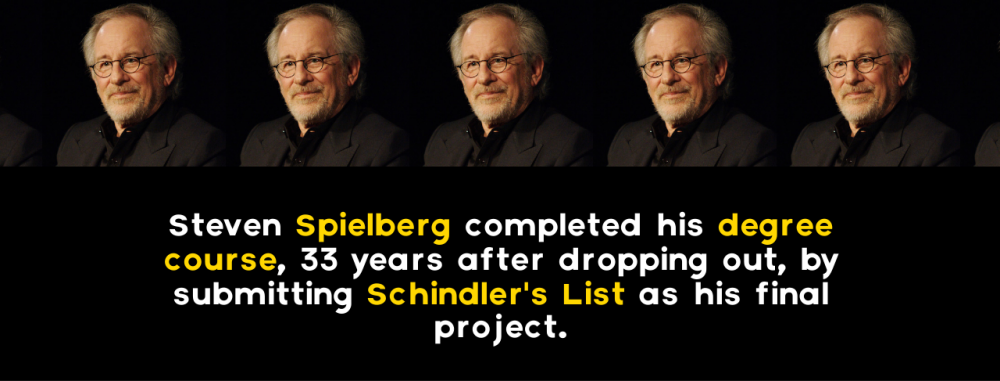 Steven Spielberg completed his degree
course, 33 years after dropping out, by
submitting Schindler's List as his final
project.